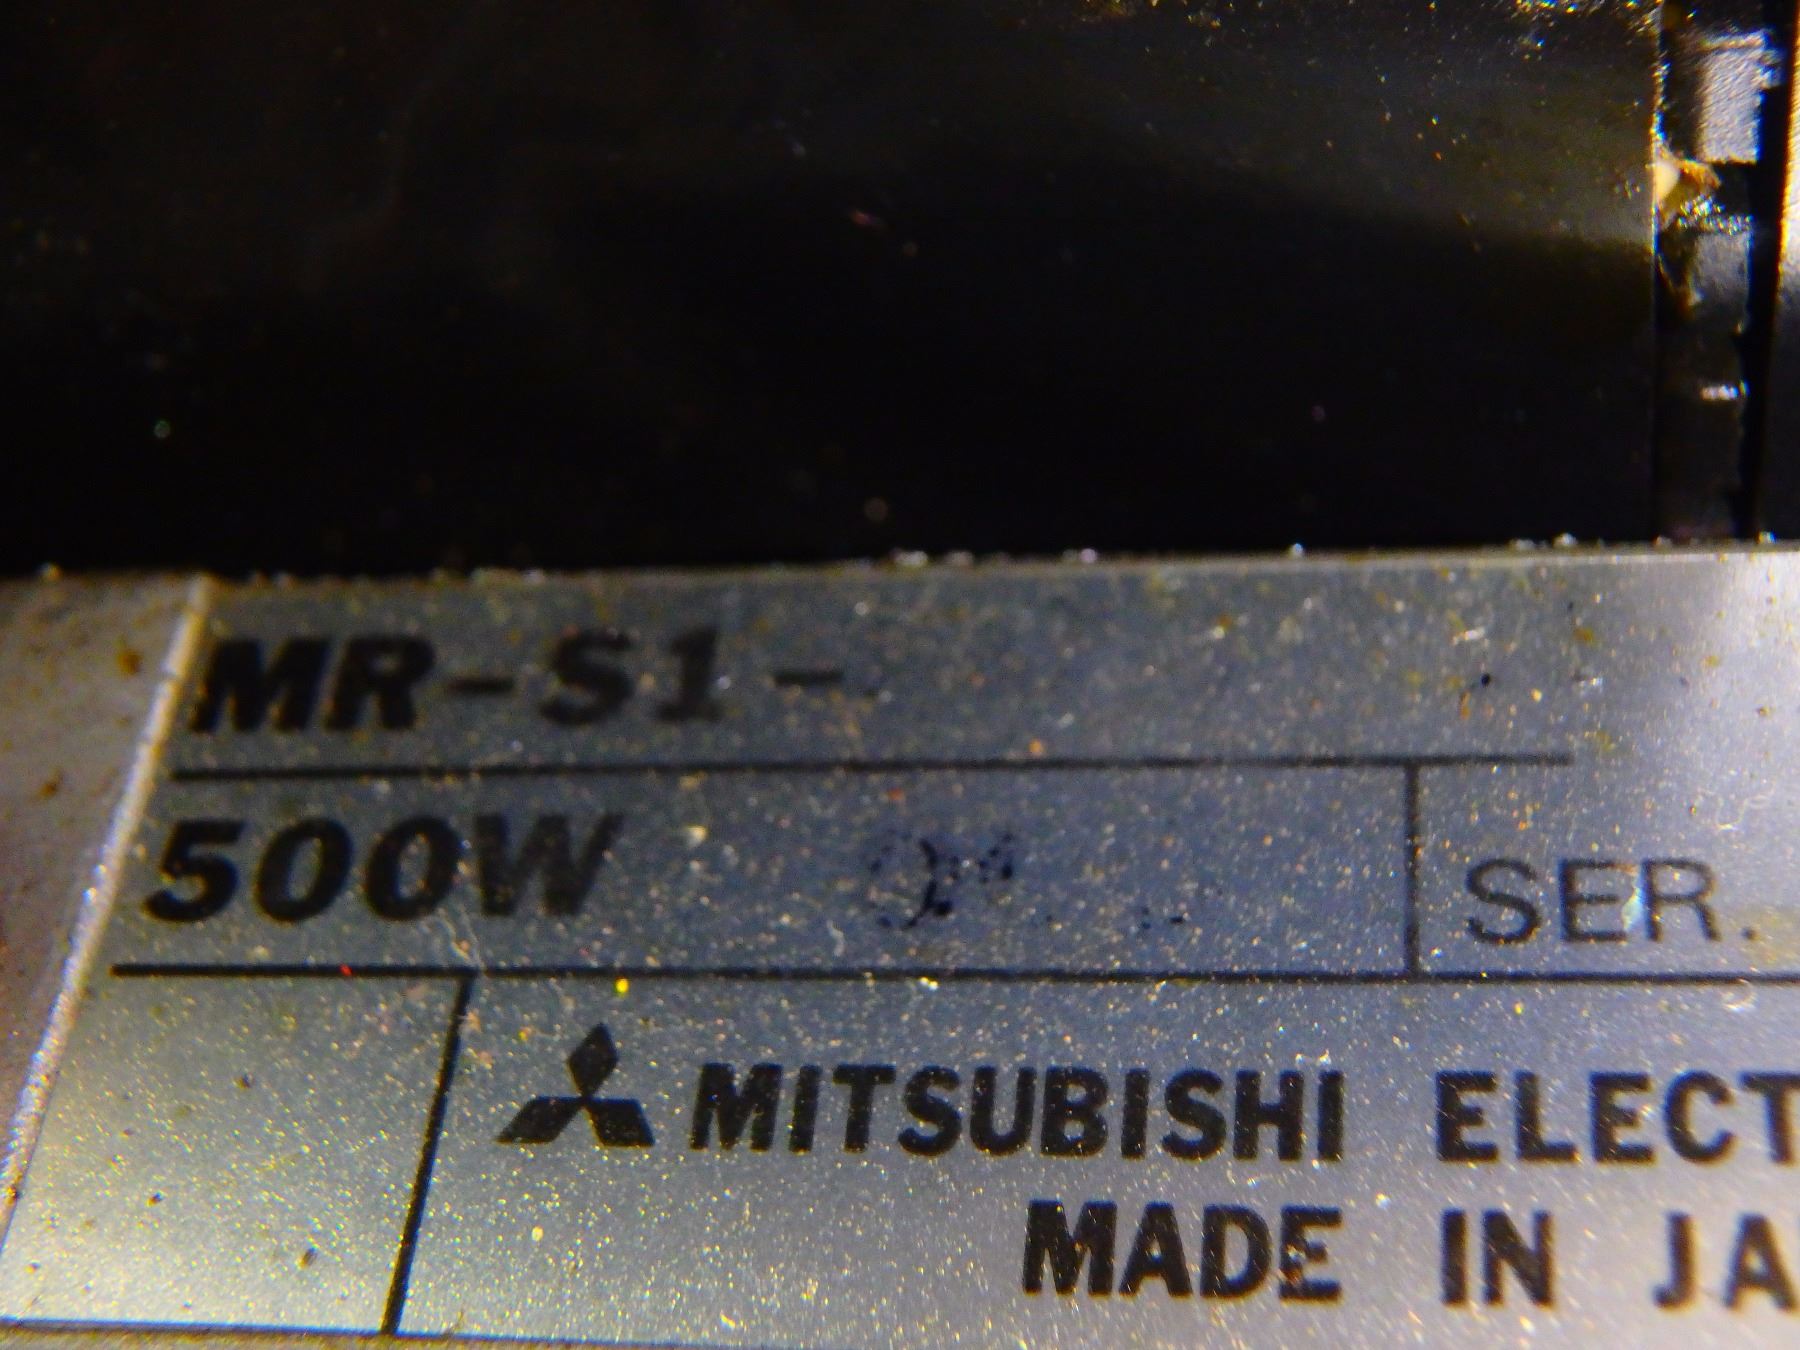 MR-S1-
500W
SER.
MITSUBISHI ELECT
MADE IN JA